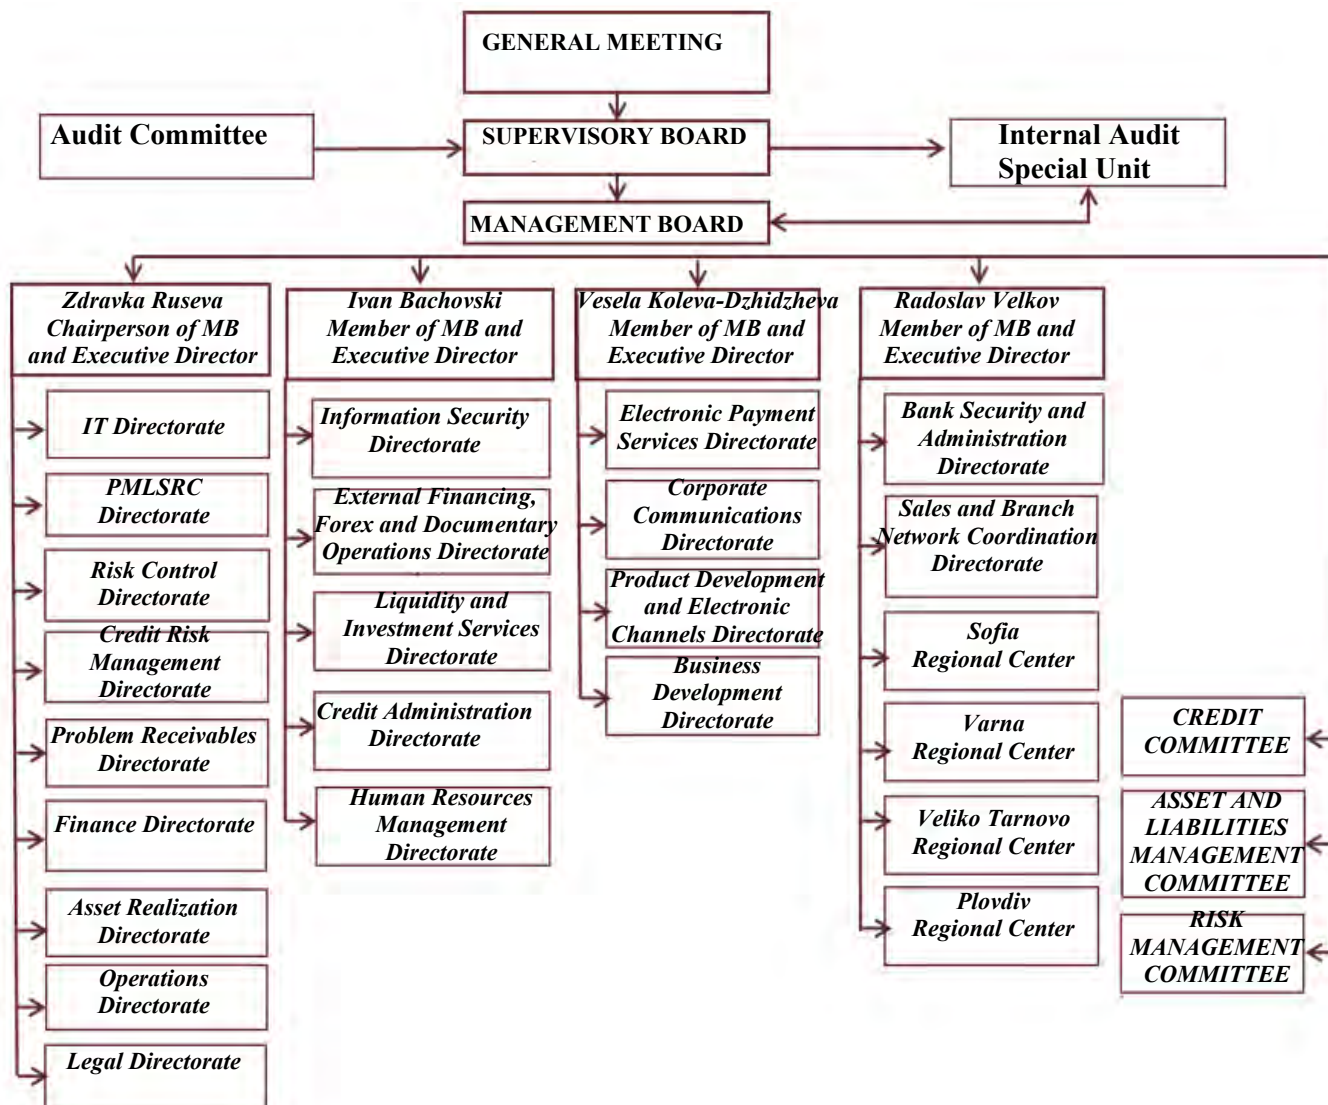 GENERAL MEETING
Audit Committee
SUPERVISORY BOARD
Internal Audit
Special Unit
MANAGEMENT BOARD
Zdravka Ruseva
Chairperson of MB
and Executive Director
IT Directorate
PMLSRC
Directorate
Risk Control
Directorate
Credit Risk
Management
Directorate
Problem Receivables
Directorate
Finance Directorate
Asset Realization
Directorate
Operations
Directorate
Legal Directorate
Ivan Bachovski
Member of MB and
Executive Director
Information Security
Directorate
External Financing,
Forex and Documentary
Operations Directorate
Liquidity and
Investment Services
Directorate
Credit Administration
Directorate
Human Resources
Management
Directorate
Vesela Koleva-Dzhidzheva
Member of MB and
Executive Director
Electronic Payment
Services Directorate
Corporate
Communications
Directorate
Product Development
and Electronic
Channels Directorate
Business
Development
Directorate
Radoslav Velkov
Member of MB and
Executive Director
Bank Security and
Administration
Directorate
Sales and Branch
Network Coordination
Directorate
Sofia
Regional Center
Varna
Regional Center
Veliko Tarnovo
Regional Center
Plovdiv
Regional Center
CREDIT
COMMITTEE
ASSET AND
LIABILITIES
MANAGEMENT
COMMITTEE
RISK
MANAGEMENT
COMMITTEE